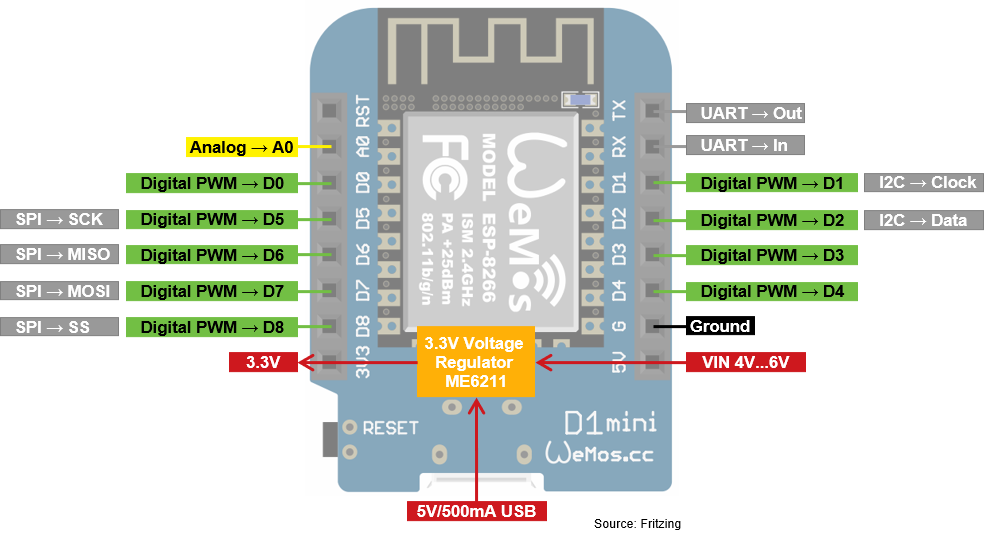 RST
TX
UART → Out
Analog → A0
A0
RX
UART → In
Digital PWM → D0
D0
D1
Digital PWM → D1
I2C → Clock
SPI → SCK
Digital PWM → D5
D5
D2
Digital PWM → D2
I2C → Data
SPI → MISO
Digital PWM → D6
D6
D3
Digital PWM → D3
SPI → MOSI
Digital PWM → D7
D7
D4
Digital PWM → D4
SPI → SS
Digital PWM → D8
D8
G
Ground
3.3V
3V3
5V
VIN 4V...6V
WeMos
MODEL ESP-8266
FCC
ISM 2.4GHz
PA +25dBm
802.11b/g/n
3.3V Voltage
Regulator
ME6211
RESET
D1mini
WeMos.cc
5V/500mA USB
Source: Fritzing